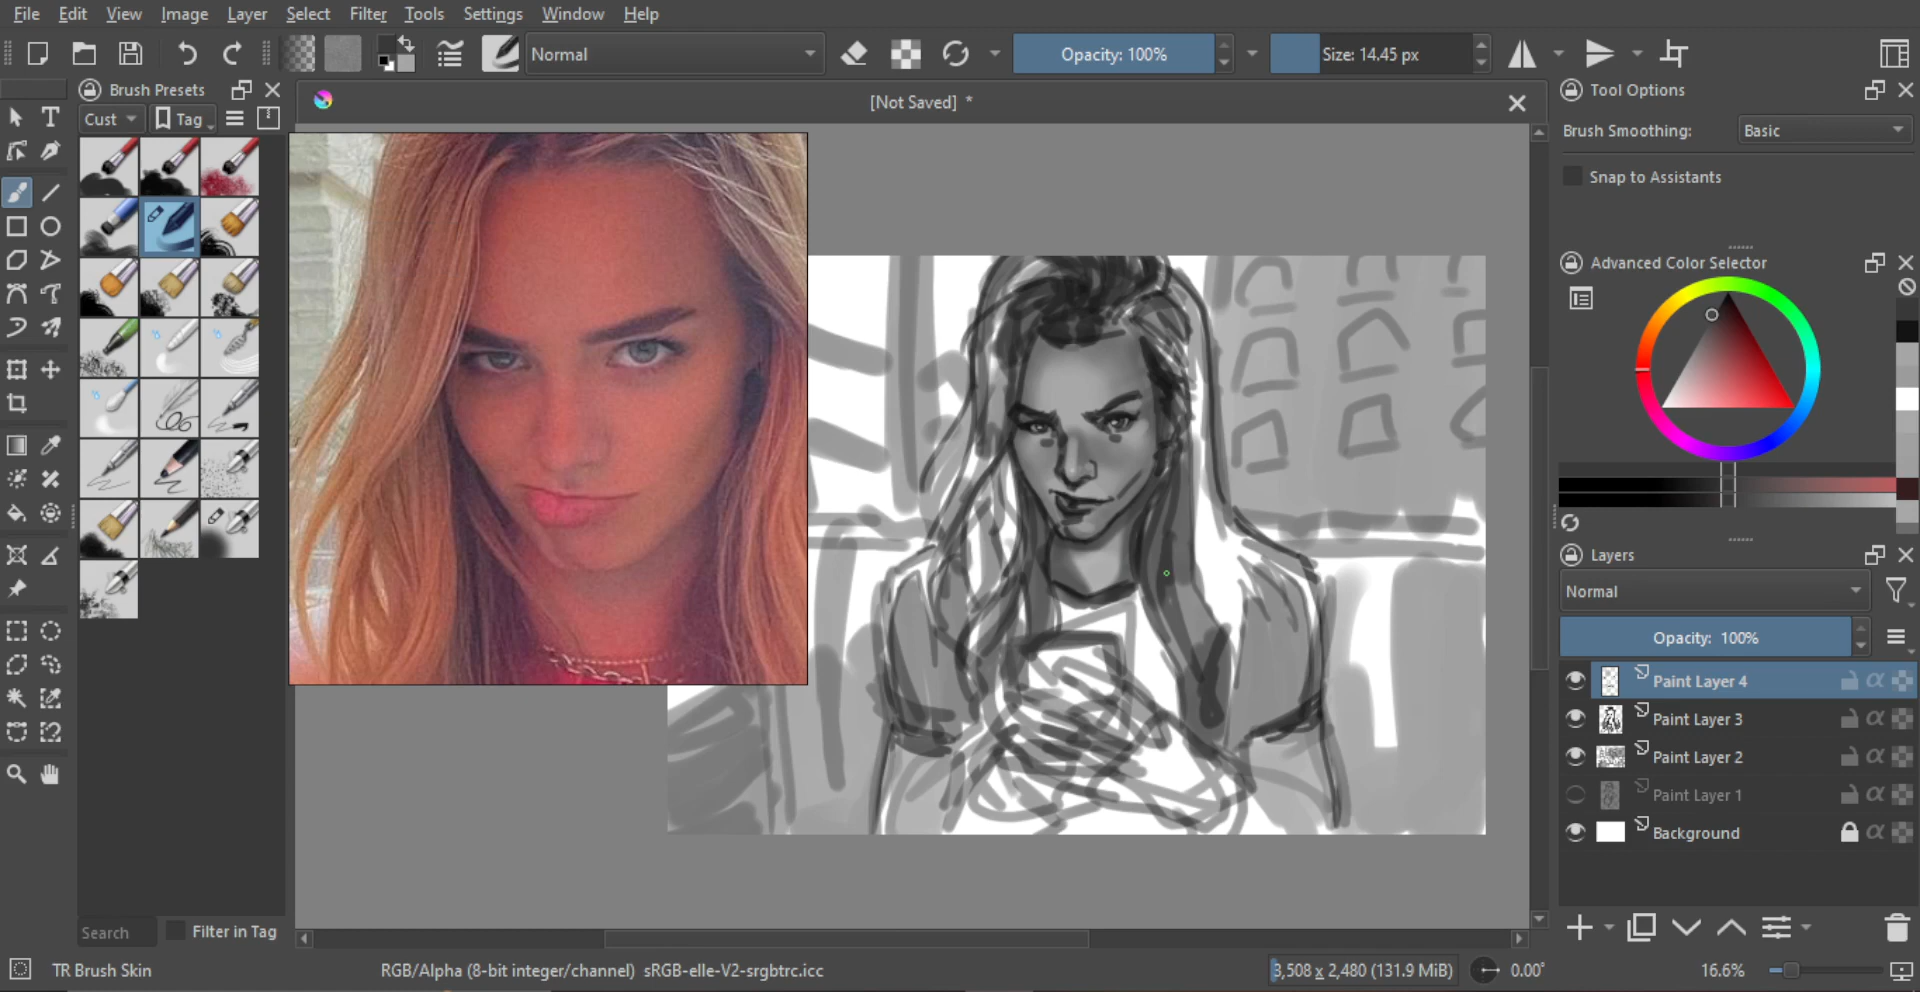 File Edit View Image Layer Select Filter Tools Settings Window Help
Normal Opacity: 100% Size: 14.45 px
Brush Presets
Cust Tag
[Not Saved] *
Tool Options
Brush Smoothing: Basic
Snap to Assistants
Advanced Color Selector
Layers
Normal
Opacity: 100%
Paint Layer 4
Paint Layer 3
Paint Layer 2
Paint Layer 1
Background
Search Filter in Tag
TR Brush Skin RGB/Alpha (8-bit integer/channel) sRGB-elle-V2-srgbtrc.icc 3,508 x 2,480 (131.9 MiB) 0.00° 16.6%